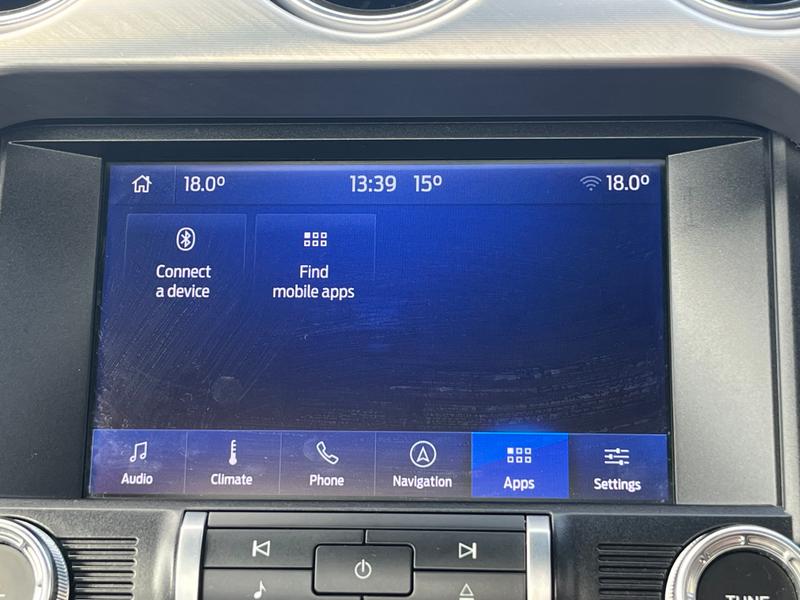 18.0° 13:39 15° 18.0°
Connect
a device
Find
mobile apps
Audio Climate Phone Navigation Apps Settings
TUNE